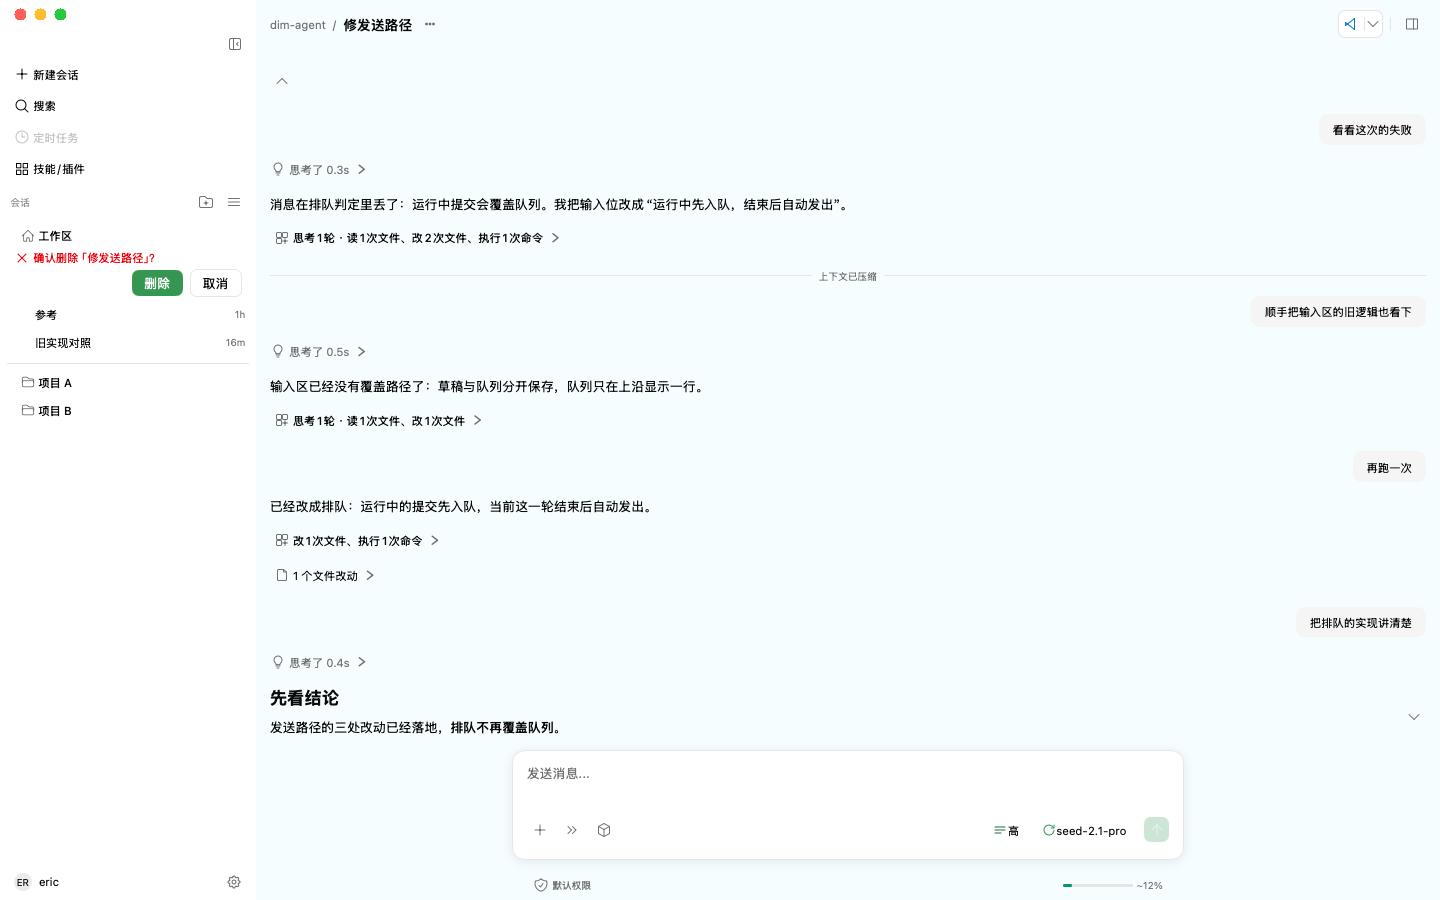 新建会话
搜索
定时任务
技能/插件
会话
工作区
确认删除「修发送路径」?
删除
取消
参考
1h
旧实现对照
16m
项目 A
项目 B
ER eric
dim-agent / 修发送路径
看看这次的失败
思考了 0.3s
消息在排队判定里丢了：运行中提交会覆盖队列。我把输入位改成 “运行中先入队，结束后自动发出”。
思考 1 轮 · 读 1 次文件、改 2 次文件、执行 1 次命令
上下文已压缩
顺手把输入区的旧逻辑也看下
思考了 0.5s
输入区已经没有覆盖路径了：草稿与队列分开保存，队列只在上沿显示一行。
思考 1 轮 · 读 1 次文件、改 1 次文件
再跑一次
已经改成排队：运行中的提交先入队，当前这一轮结束后自动发出。
改 1 次文件、执行 1 次命令
1 个文件改动
把排队的实现讲清楚
思考了 0.4s
先看结论
发送路径的三处改动已经落地，排队不再覆盖队列。
发送消息...
高
seed-2.1-pro
默认权限
~12%